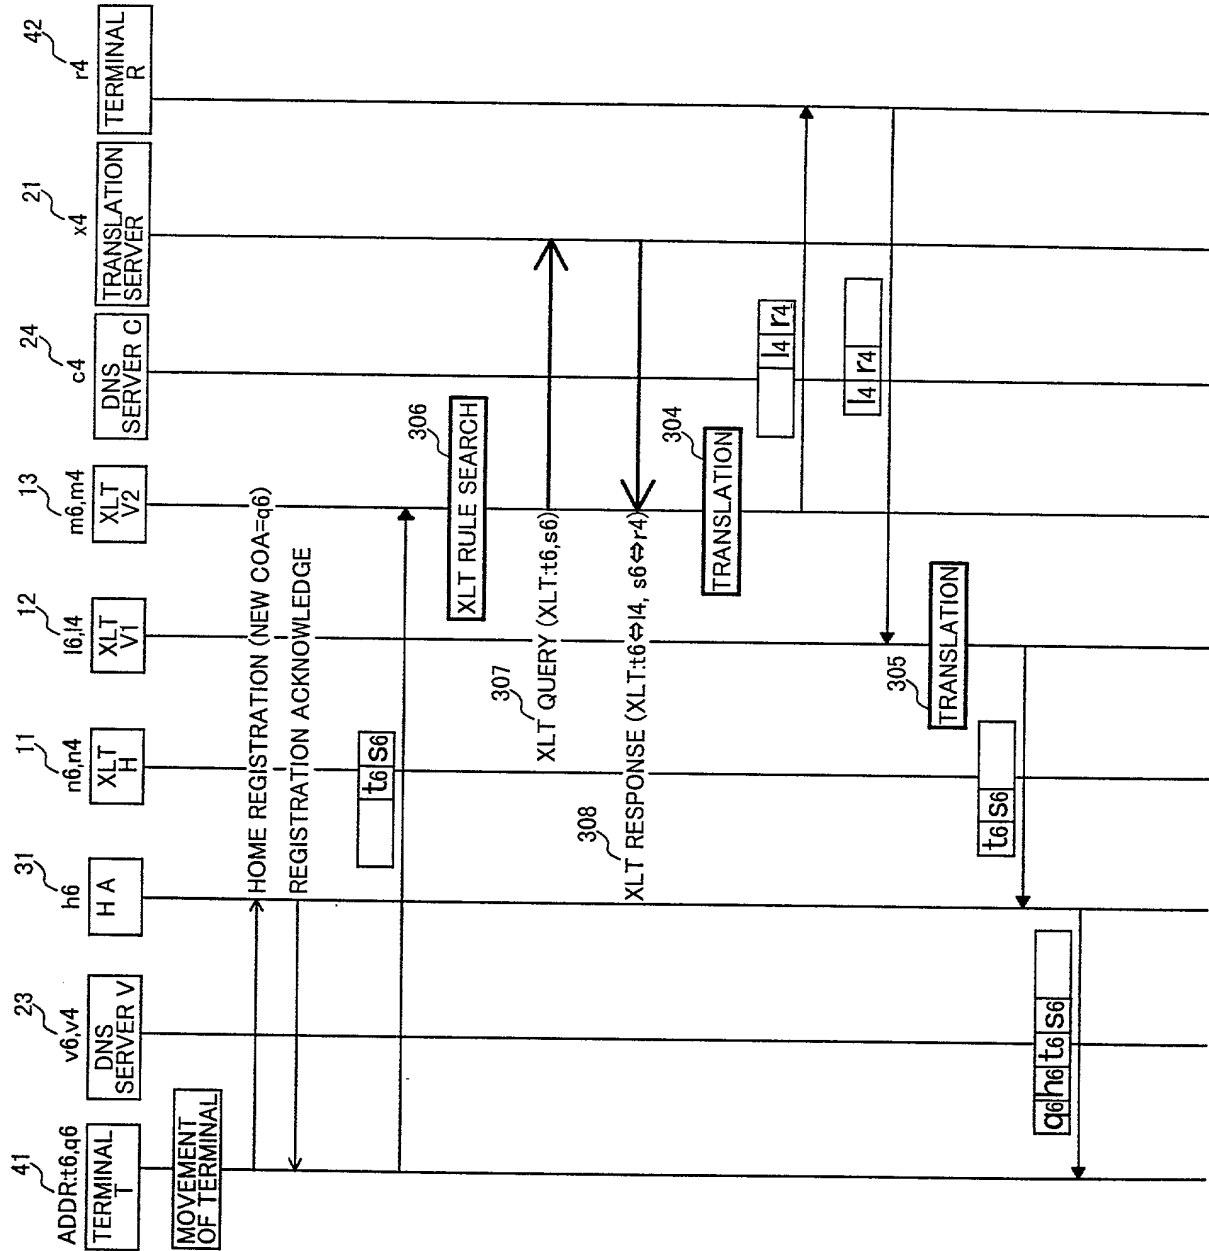 41
ADDR:t6,q6
TERMINAL
T
23
v6,v4
DNS
SERVER V
31
h6
H A
11
n6,n4
XLT
H
12
l6,l4
XLT
V1
13
m6,m4
XLT
V2
24
c4
DNS
SERVER C
21
x4
TRANSLATION
SERVER
42
r4
TERMINAL
R
MOVEMENT
OF TERMINAL
HOME REGISTRATION (NEW COA=q6)
REGISTRATION ACKNOWLEDGE
t6 s6
306
XLT RULE SEARCH
307
XLT QUERY (XLT:t6,s6)
308
XLT RESPONSE (XLT:t6⇔l4, s6⇔r4)
304
TRANSLATION
l4 r4
l4 r4
305
TRANSLATION
t6 s6
q6 h6 t6 s6